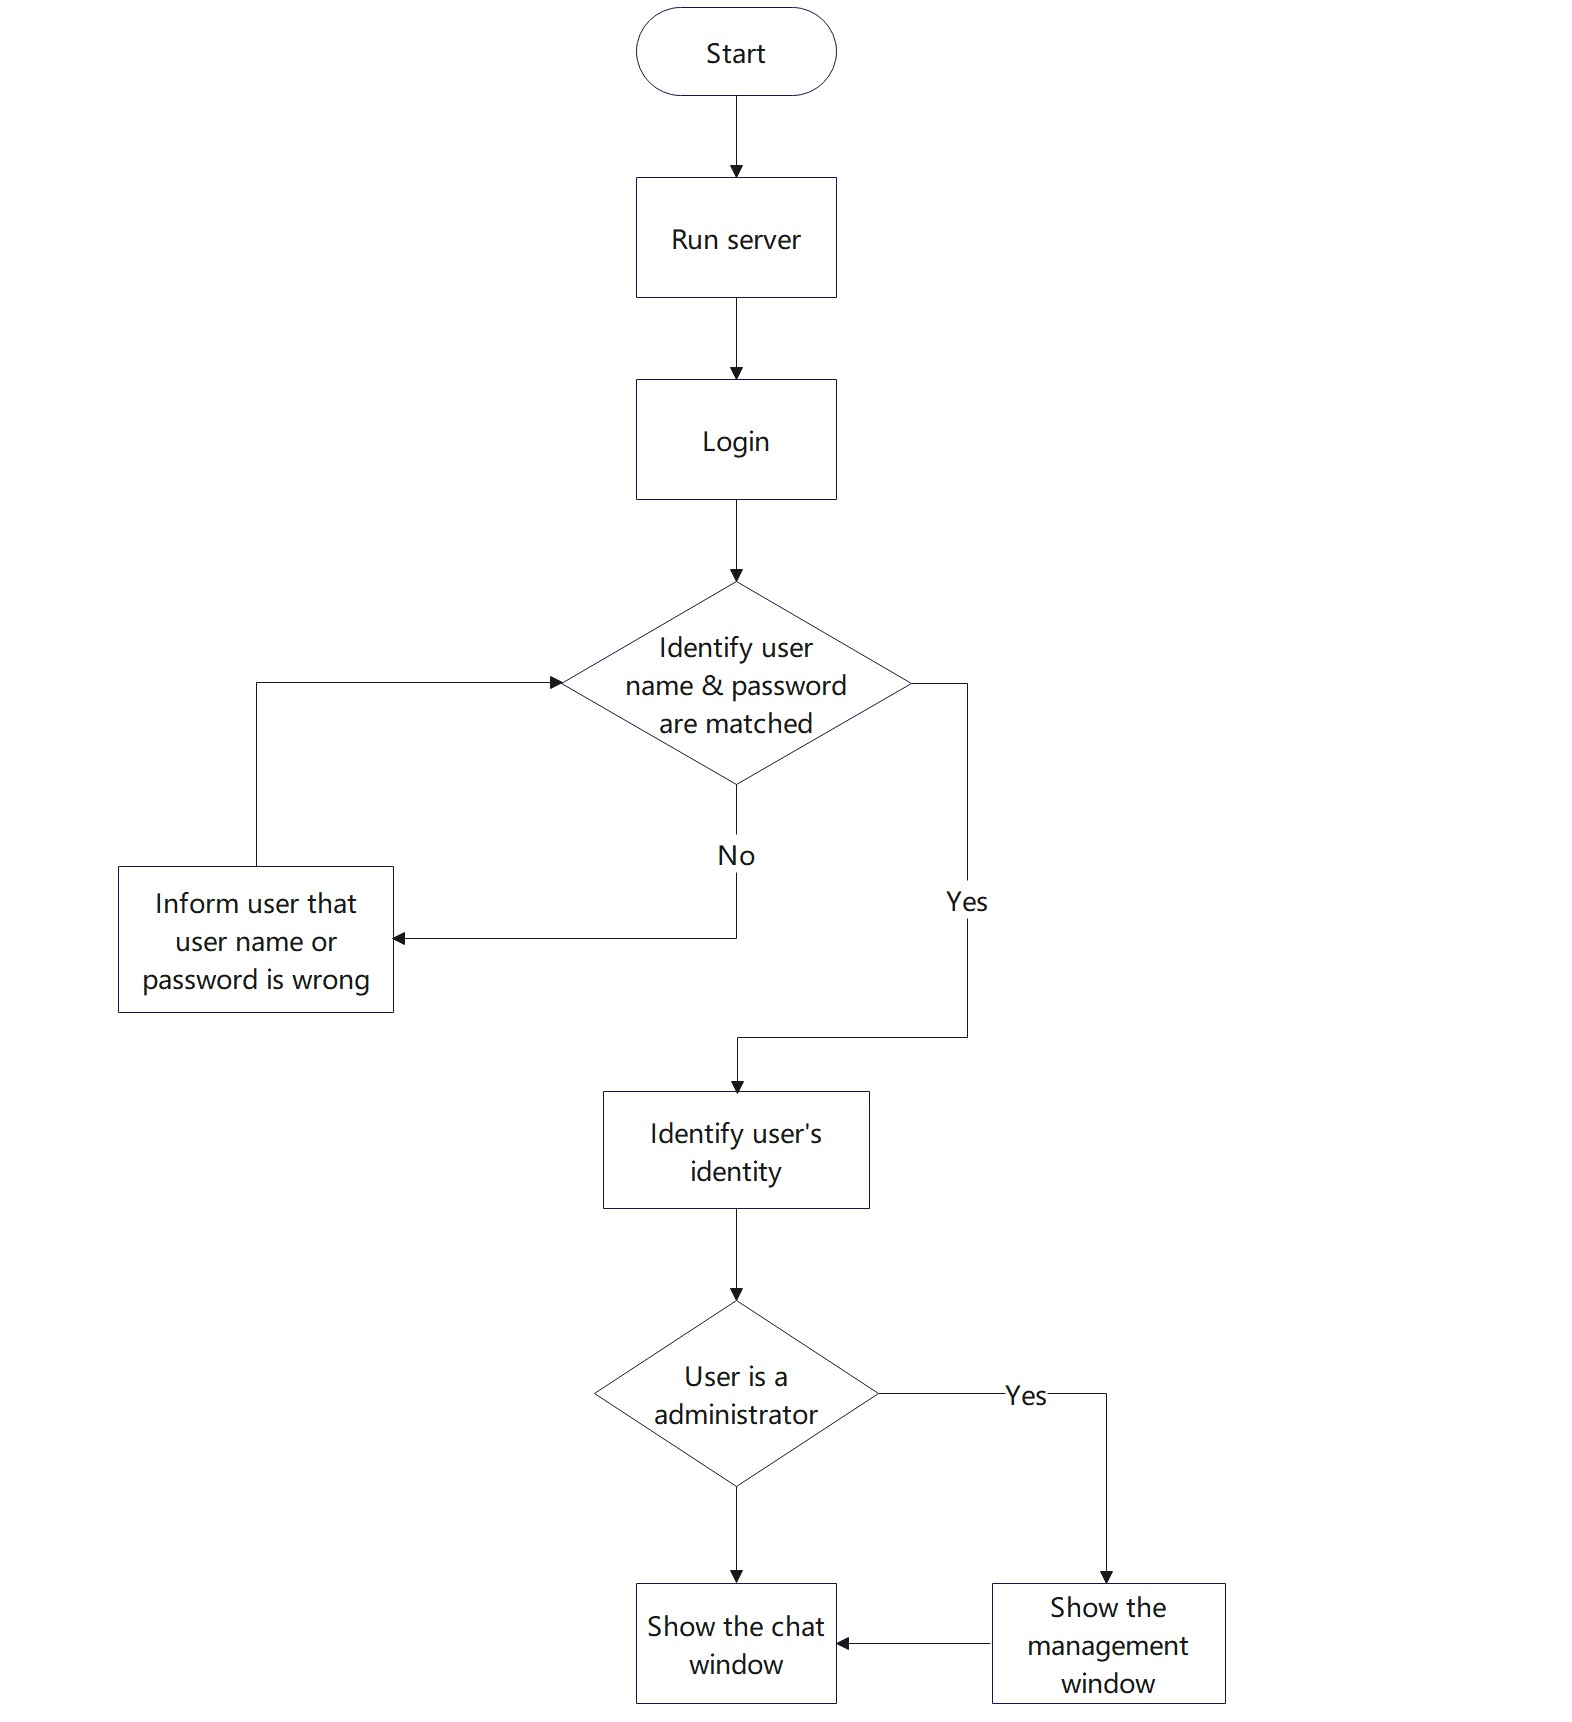 Start
Run server
Login
Identify user
name & password
are matched
No
Yes
Inform user that
user name or
password is wrong
Identify user's
identity
User is a
administrator
Yes
Show the chat
window
Show the
management
window